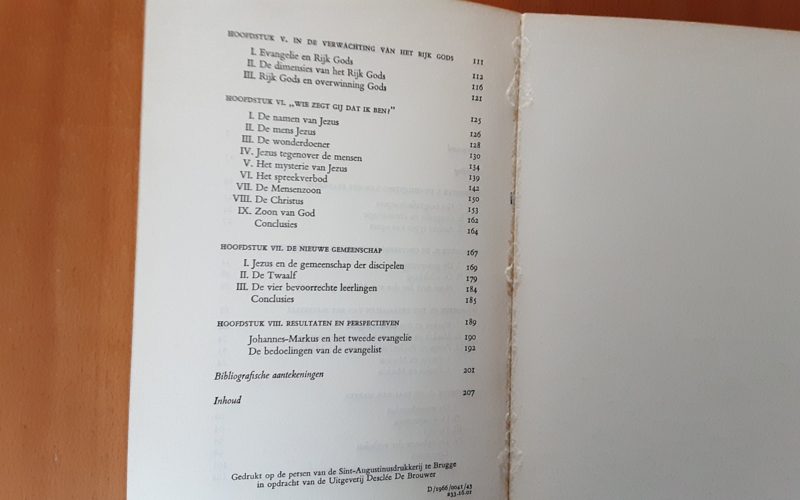 HOOFDSTUK V. IN DE VERWACHTING VAN HET RIJK GODS 111
I. Evangelie en Rijk Gods 112
II. De dimensies van het Rijk Gods 116
III. Rijk Gods en overwinning Gods 121
HOOFDSTUK VI. „WIE ZEGT GIJ DAT IK BEN?" 125
I. De namen van Jezus 126
II. De mens Jezus 128
III. De wonderdoener 130
IV. Jezus tegenover de mensen 134
V. Het mysterie van Jezus 139
VI. Het spreekverbod 142
VII. De Mensenzoon 150
VIII. De Christus 153
IX. Zoon van God 162
Conclusies 164
HOOFDSTUK VII. DE NIEUWE GEMEENSCHAP 167
I. Jezus en de gemeenschap der discipelen 169
II. De Twaalf 179
III. De vier bevoorrechte leerlingen 184
Conclusies 185
HOOFDSTUK VIII. RESULTATEN EN PERSPECTIEVEN 189
Johannes-Markus en het tweede evangelie 190
De bedoelingen van de evangelist 192
Bibliografische aantekeningen 201
Inhoud 207
Gedrukt op de persen van de Sint-Augustinusdrukkerij te Brugge
in opdracht van de Uitgeverij Desclée De Brouwer
D/1966/0041/43
233.16.01